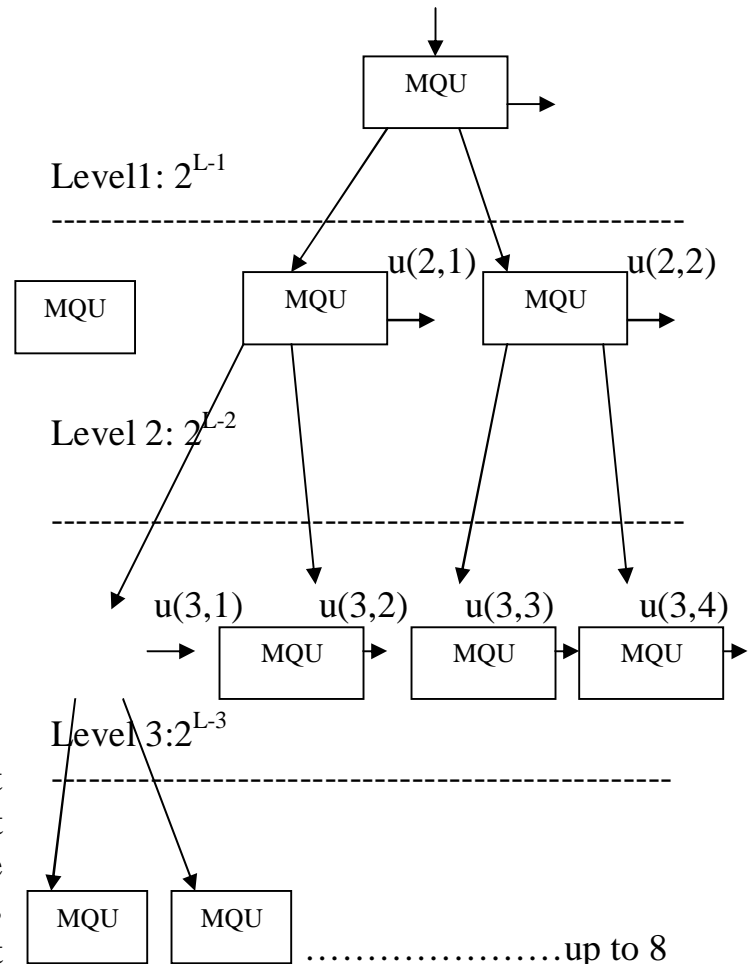 MQU
Level1: 2^L-1
u(2,1) u(2,2)
MQU MQU MQU
Level 2: 2^L-2
u(3,1) u(3,2) u(3,3) u(3,4)
MQU MQU MQU
Level 3:2^L-3
MQU MQU
.......................up to 8